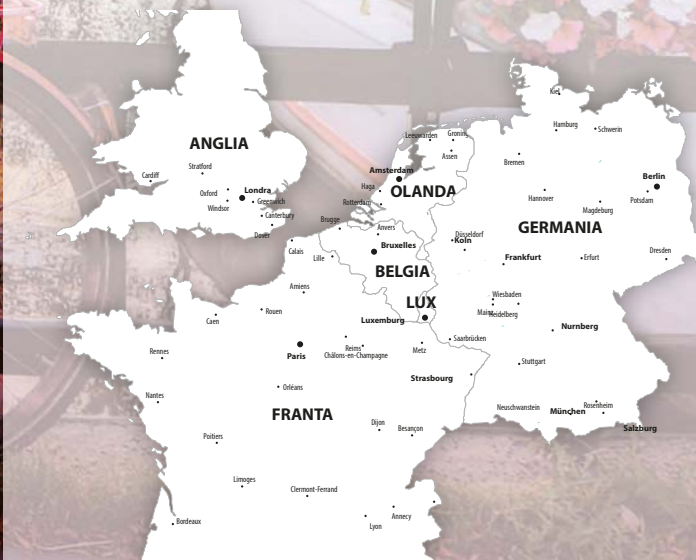 Kiel
Hamburg
Schwerin
Leeuwarden
Gronin
ANGLIA
Assen
Bremen
Stratford
Cardiff
Amsterdam
Berlin
Haga
OLANDA
Oxford
Londra
Hannover
Potsdam
Windsor
Greenwich
Rotterdam
Magdeburg
Canterbury
Brugge
Anvers
GERMANIA
Dover
Düsseldorf
Koln
Calais
Bruxelles
Dresden
Lille
Frankfurt
Erfurt
BELGIA
Amiens
Wiesbaden
LUX
Rouen
Mainz
Heidelberg
Caen
Luxemburg
Nurnberg
Saarbrücken
Rennes
Paris
Reims
Châlons-en-Champagne
Metz
Stuttgart
Strasbourg
Orléans
Nantes
Neuschwanstein
München
Rosenheim
FRANTA
Dijon
Besançon
Salzburg
Poitiers
Limoges
Clermont-Ferrand
Annecy
Bordeaux
Lyon